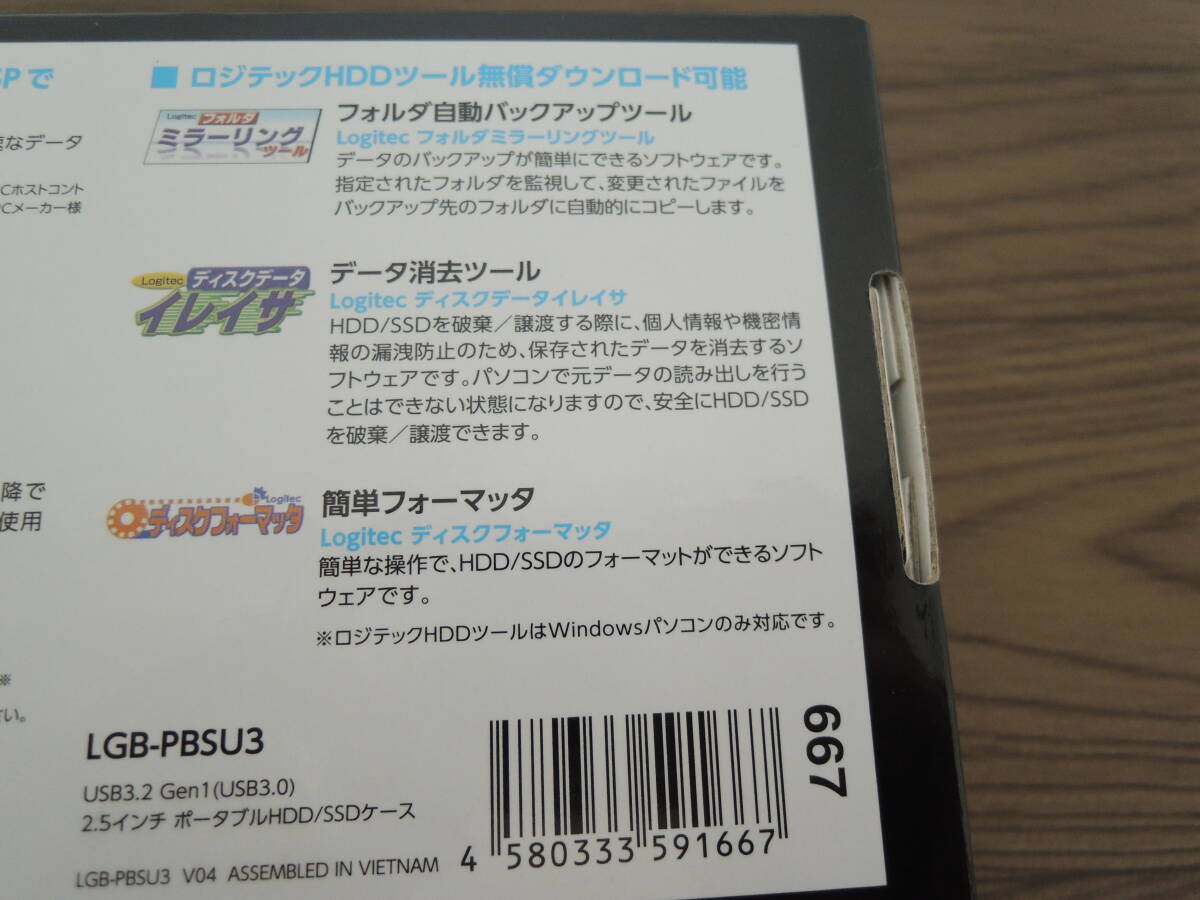 SPで
なデータ
Cホストコント
Cメーカー様
降で
使用
※
さい。
■ ロジテックHDDツール無償ダウンロード可能
Logitec フォルダ
ミラーリング
ツール
フォルダ自動バックアップツール
Logitec フォルダミラーリングツール
データのバックアップが簡単にできるソフトウェアです。
指定されたフォルダを監視して、変更されたファイルを
バックアップ先のフォルダに自動的にコピーします。
Logitec ディスクデータ
イレイサ
データ消去ツール
Logitec ディスクデータイレイサ
HDD/SSDを破棄／譲渡する際に、個人情報や機密情
報の漏洩防止のため、保存されたデータを消去するソ
フトウェアです。パソコンで元データの読み出しを行う
ことはできない状態になりますので、安全にHDD/SSD
を破棄／譲渡できます。
Logitec
ディスクフォーマッタ
簡単フォーマッタ
Logitec ディスクフォーマッタ
簡単な操作で、HDD/SSDのフォーマットができるソフト
ウェアです。
※ロジテックHDDツールはWindowsパソコンのみ対応です。
LGB-PBSU3
USB3.2 Gen1(USB3.0)
2.5インチ ポータブルHDD/SSDケース
LGB-PBSU3 V04 ASSEMBLED IN VIETNAM
4 580333 591667
667